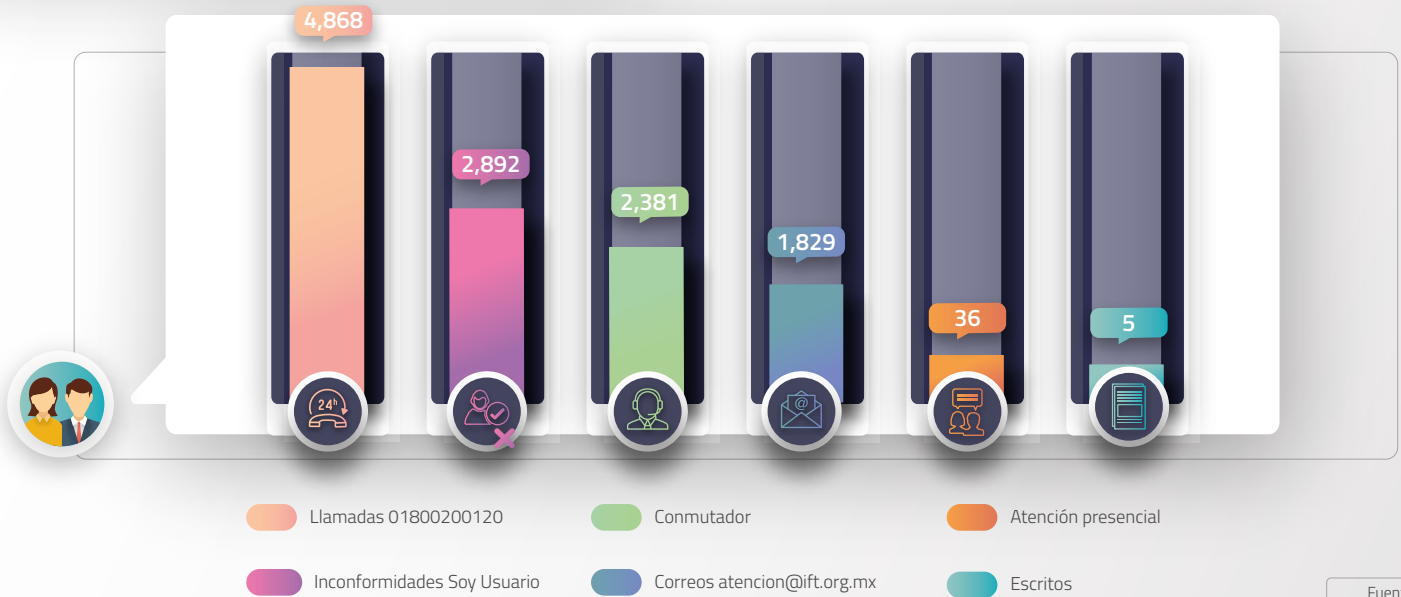 4,868
2,892
2,381
1,829
36
5
24h
@
Llamadas 01800200120
Conmutador
Atención presencial
Inconformidades Soy Usuario
Correos atencion@ift.org.mx
Escritos